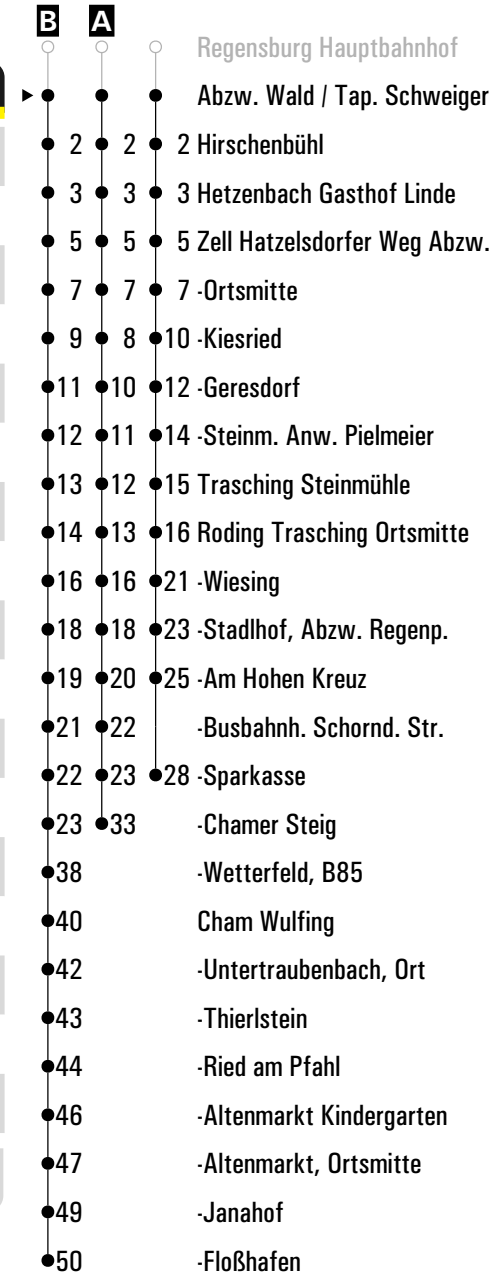 B A
Regensburg Hauptbahnhof
Abzw. Wald / Tap. Schweiger
2 2 2 Hirschenbühl
3 3 3 Hetzenbach Gasthof Linde
5 5 5 Zell Hatzelsdorfer Weg Abzw.
7 7 7 -Ortsmitte
9 8 10 -Kiesried
11 10 12 -Geresdorf
12 11 14 -Steinm. Anw. Pielmeier
13 12 15 Trasching Steinmühle
14 13 16 Roding Trasching Ortsmitte
16 16 21 -Wiesing
18 18 23 -Stadlhof, Abzw. Regenp.
19 20 25 -Am Hohen Kreuz
21 22 -Busbahnh. Schornd. Str.
22 23 28 -Sparkasse
23 33 -Chamer Steig
38 -Wetterfeld, B85
40 Cham Wulfing
42 -Untertraubenbach, Ort
43 -Thierlstein
44 -Ried am Pfahl
46 -Altenmarkt Kindergarten
47 -Altenmarkt, Ortsmitte
49 -Janahof
50 -Floßhafen